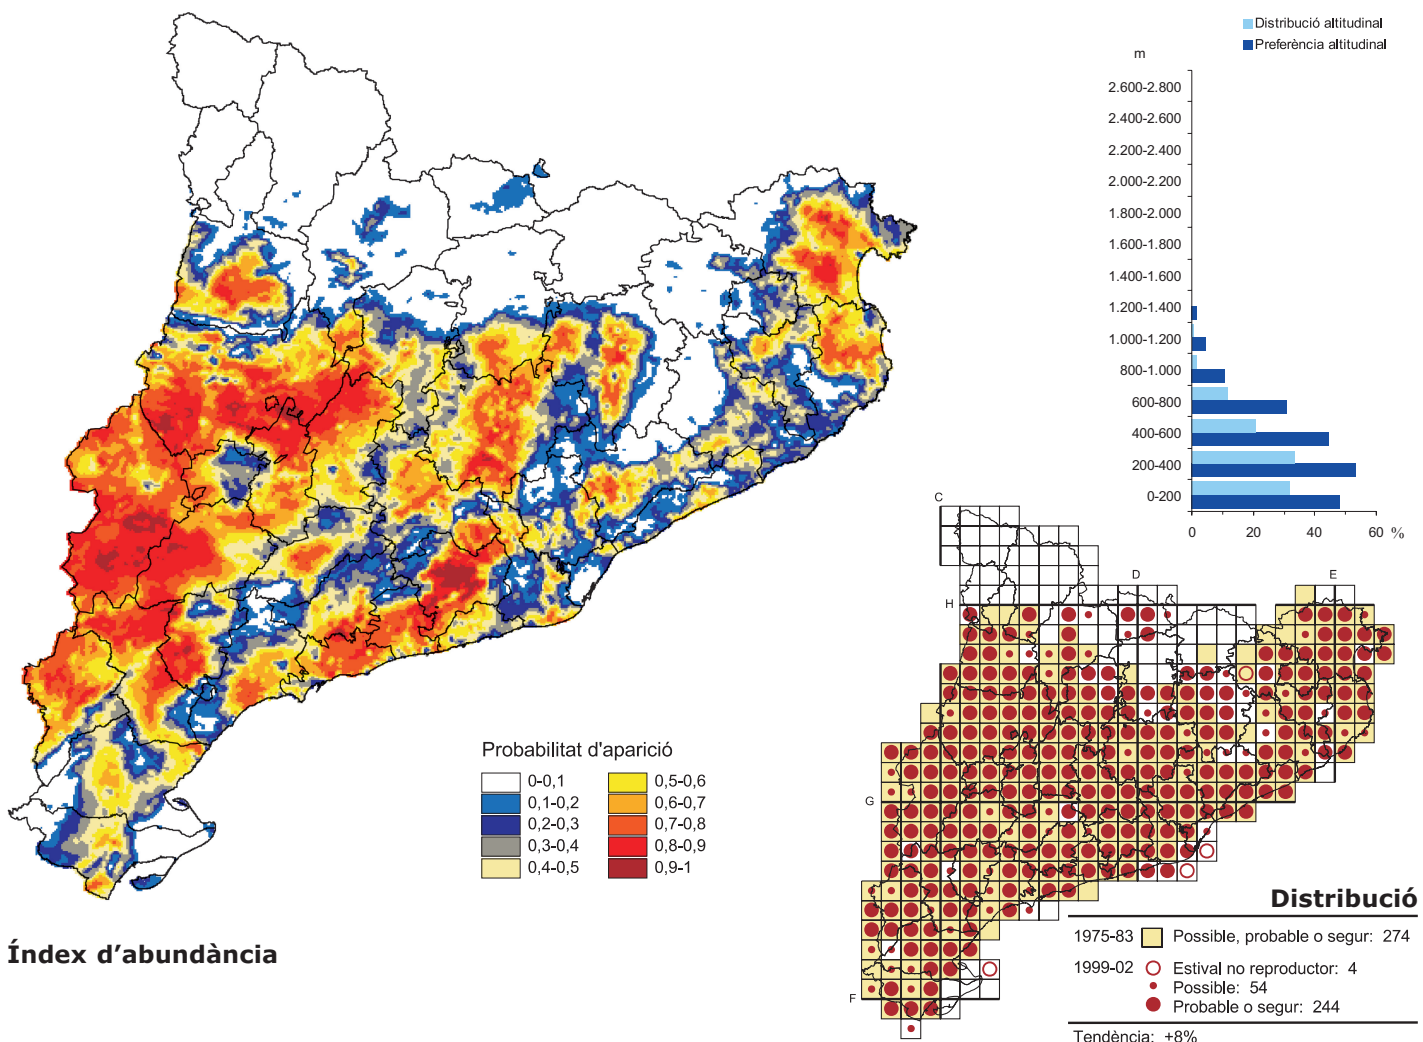 Distribució altitudinal
Preferència altitudinal
m
2.600-2.800
2.400-2.600
2.200-2.400
2.000-2.200
1.800-2.000
1.600-1.800
1.400-1.600
1.200-1.400
1.000-1.200
800-1.000
600-800
400-600
200-400
0-200
0 20 40 60 %
Probabilitat d'aparició
0-0,1 0,5-0,6
0,1-0,2 0,6-0,7
0,2-0,3 0,7-0,8
0,3-0,4 0,8-0,9
0,4-0,5 0,9-1
Índex d'abundància
C
D
E
H
G
F
Distribució
1975-83 Possible, probable o segur: 274
1999-02 Estival no reproductor: 4
Possible: 54
Probable o segur: 244
Tendència: +8%